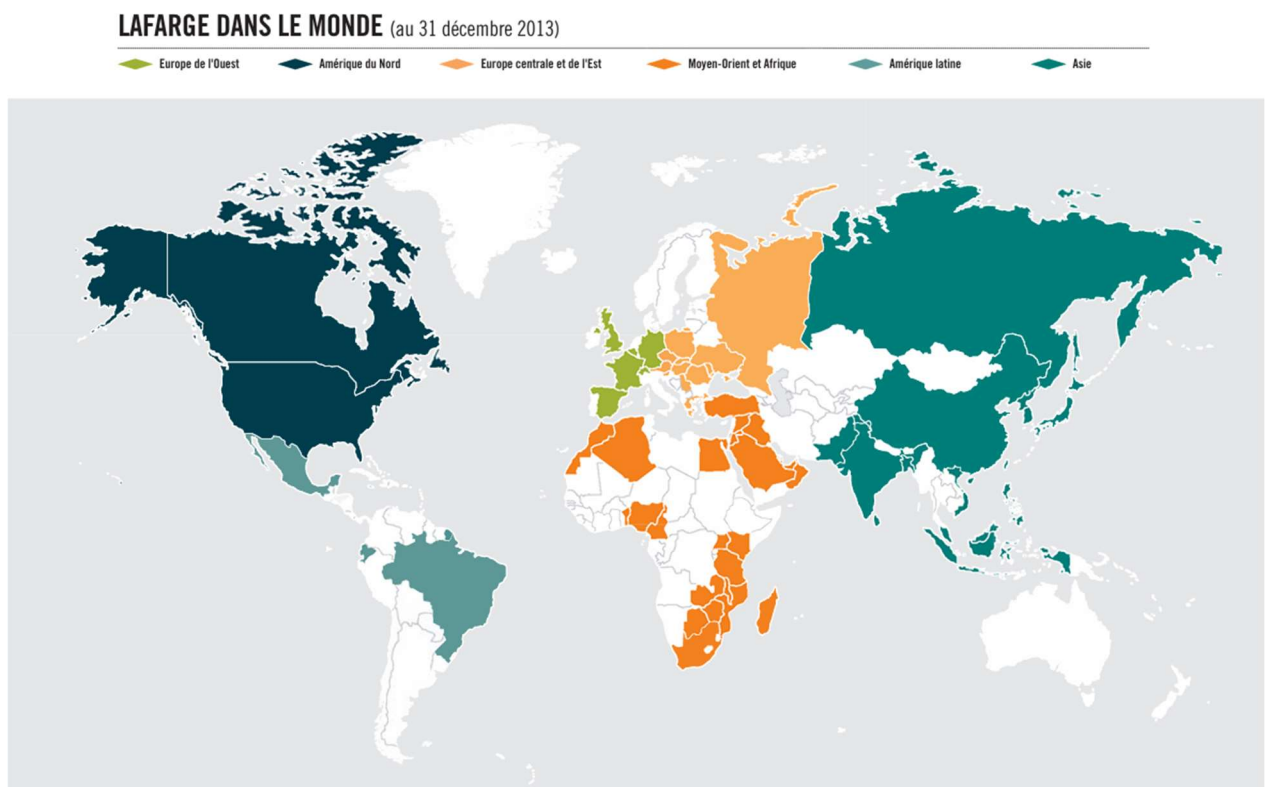 LAFARGE DANS LE MONDE (au 31 décembre 2013)
Europe de l'Ouest Amérique du Nord Europe centrale et de l'Est Moyen-Orient et Afrique Amérique latine Asie